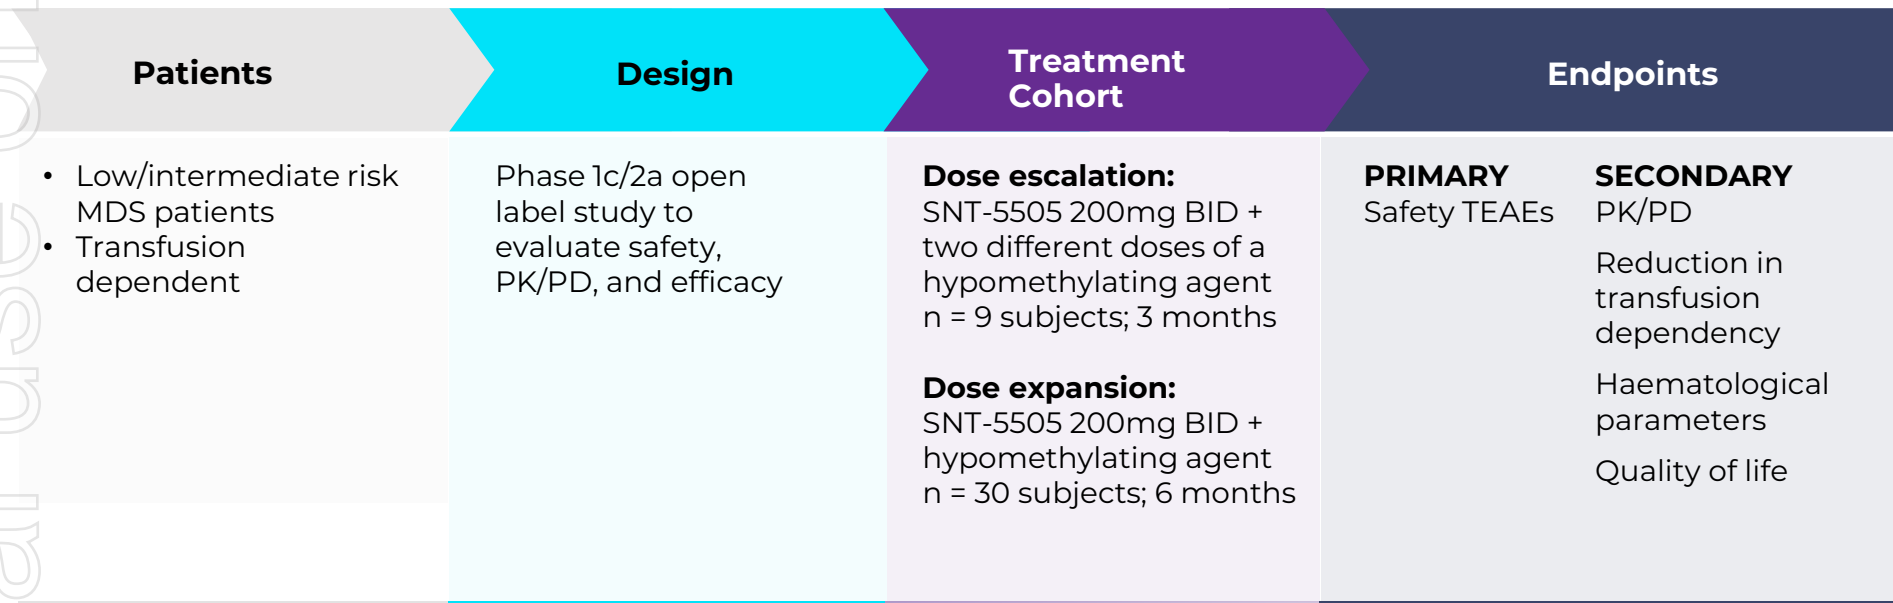 Patients
Design
Treatment
Cohort
Endpoints
• Low/intermediate risk
MDS patients
• Transfusion
dependent
Phase 1c/2a open
label study to
evaluate safety,
PK/PD, and efficacy
Dose escalation:
SNT-5505 200mg BID +
two different doses of a
hypomethylating agent
n = 9 subjects; 3 months
Dose expansion:
SNT-5505 200mg BID +
hypomethylating agent
n = 30 subjects; 6 months
PRIMARY
Safety TEAEs
SECONDARY
PK/PD
Reduction in
transfusion
dependency
Haematological
parameters
Quality of life
al use on